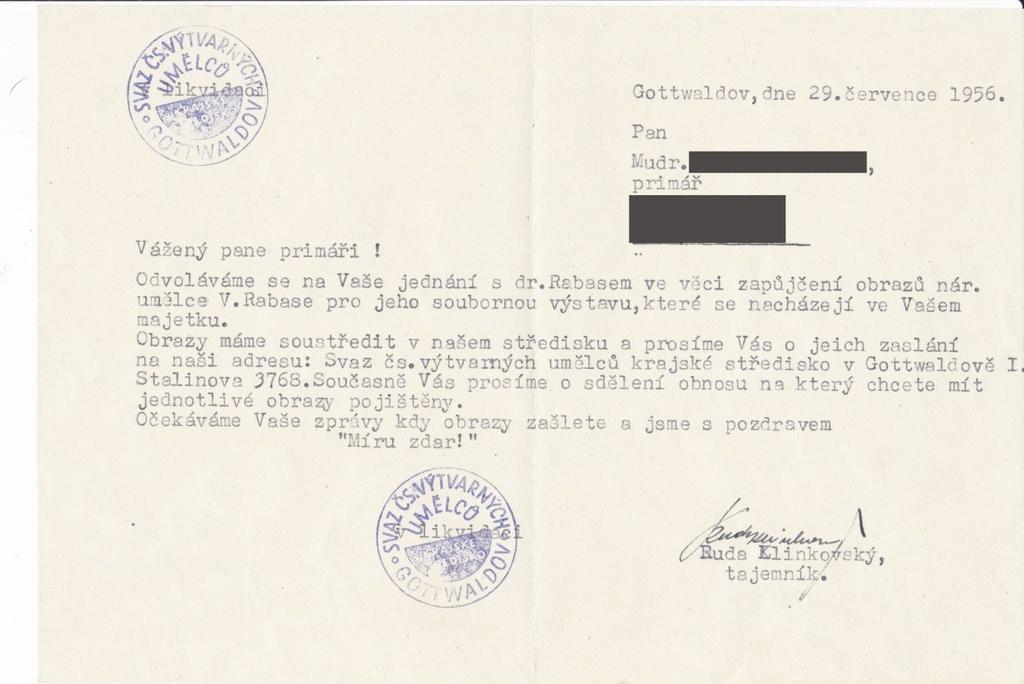 SVAZ ČS.VÝTVARNÝCH
UMĚLCŮ
likvidaci
GOTTWALDOV
Gottwaldov,dne 29.července 1956.
Pan
Mudr. ,
primář
Vážený pane primáři !
Odvoláváme se na Vaše jednání s dr.Rabasem ve věci zapůjčení obrazů nár.
umělce V.Rabase pro jeho soubornou výstavu,které se nacházejí ve Vašem
majetku.
Obrazy máme soustředit v našem středisku a prosíme Vás o jeich zaslání
na naši adresu: Svaz čs.výtvarných umělců krajské středisko v Gottwaldově I.
Stalinova 3768.Současně Vás prosíme o sdělení obnosu na který chcete mít
jednotlivé obrazy pojištěny.
Očekáváme Vaše zprávy kdy obrazy zašlete a jsme s pozdravem
"Míru zdar!"
SVAZ ČS.VÝTVARNÝCH
UMĚLCŮ
v likvidaci
GOTTWALDOV
Ruda Klinkovský,
tajemník.